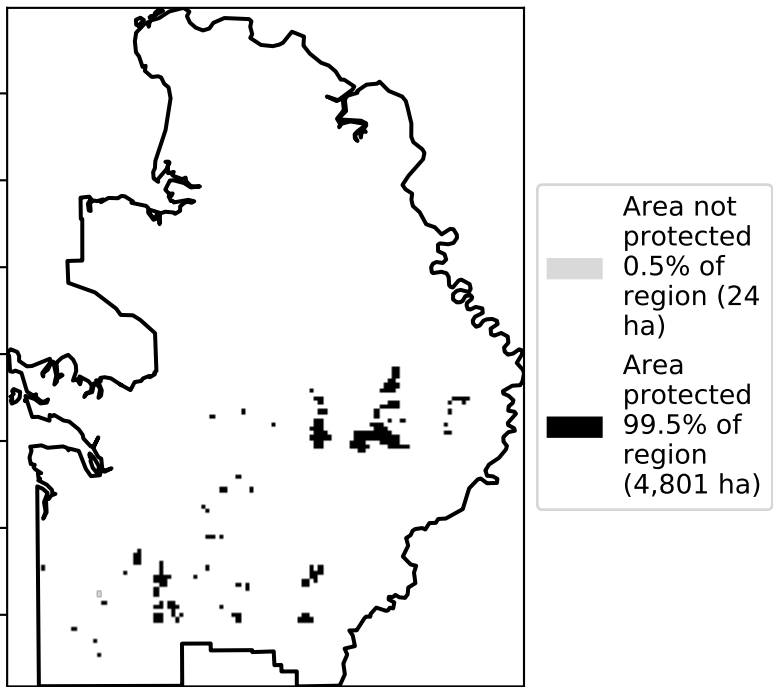 Area not
protected
0.5% of
region (24
ha)
Area
protected
99.5% of
region
(4,801 ha)